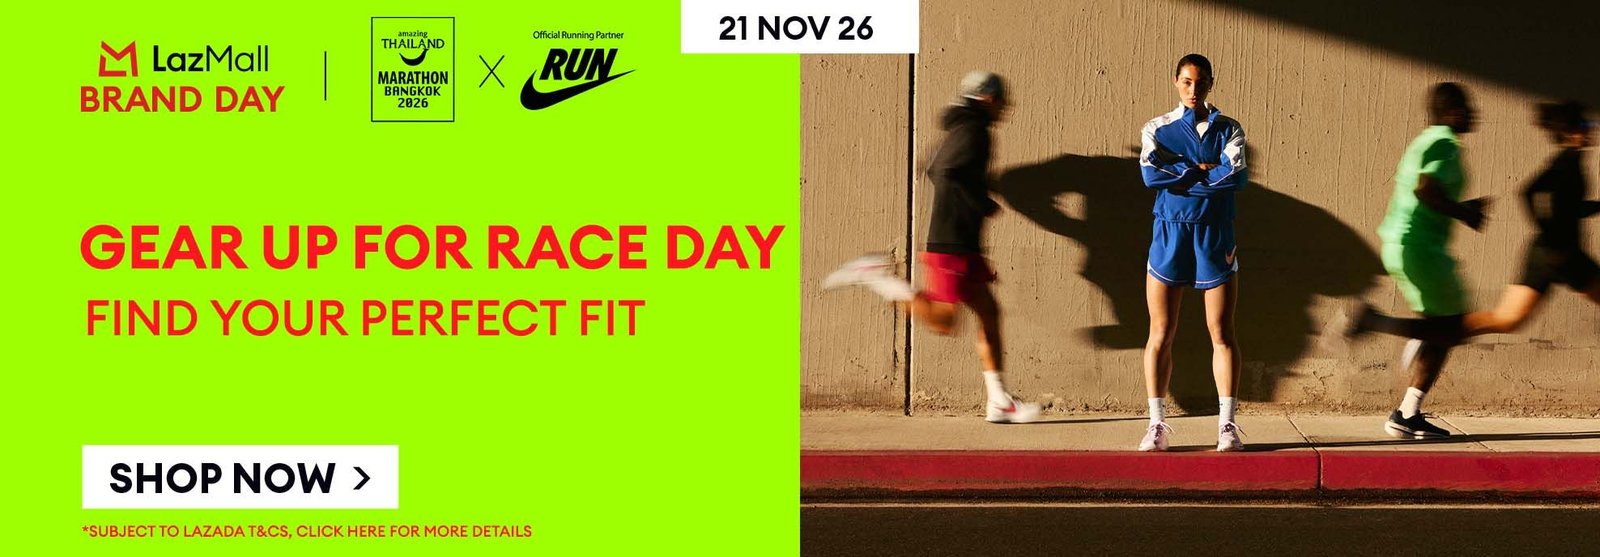 LazMall
BRAND DAY
amazing
THAILAND
MARATHON
BANGKOK
2026
X
Official Running Partner
RUN
21 NOV 26
GEAR UP FOR RACE DAY
FIND YOUR PERFECT FIT
SHOP NOW >
*SUBJECT TO LAZADA T&CS, CLICK HERE FOR MORE DETAILS